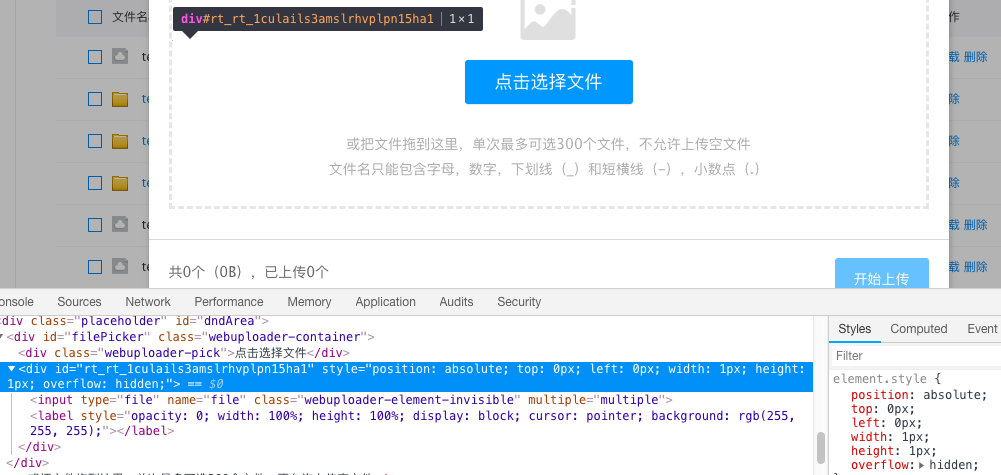 文件名
作
div#rt_rt_1culails3amslrhvplpn15ha1 | 1×1
te
载 删除
点击选择文件
te
除
或把文件拖到这里，单次最多可选300个文件，不允许上传空文件
te
除
文件名只能包含字母，数字，下划线（_）和短横线（-），小数点（.）
te
除
te
载 删除
共0个（0B），已上传0个
te
载 删除
开始上传
onsole Sources Network Performance Memory Application Audits Security
<div class="placeholder" id="dndArea">
<div id="filePicker" class="webuploader-container">
<div class="webuploader-pick">点击选择文件</div>
<div id="rt_rt_1culails3amslrhvplpn15ha1" style="position: absolute; top: 0px; left: 0px; width: 1px; height:
1px; overflow: hidden;"> == $0
<input type="file" name="file" class="webuploader-element-invisible" multiple="multiple">
<label style="opacity: 0; width: 100%; height: 100%; display: block; cursor: pointer; background: rgb(255,
255, 255);"></label>
</div>
</div>
Styles Computed Event
Filter
element.style {
position: absolute;
top: 0px;
left: 0px;
width: 1px;
height: 1px;
overflow: hidden;